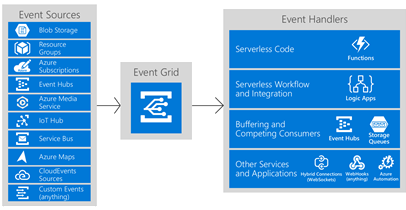 Event Sources
Blob Storage
Resource
Groups
Azure
Subscriptions
Event Hubs
Azure Media
Service
IoT Hub
Service Bus
Azure Maps
CloudEvents
Sources
Custom Events
(anything)
Event Grid
Event Handlers
Serverless Code
Functions
Serverless Workflow
and Integration
Logic Apps
Buffering and
Competing Consumers
Event Hubs
Storage
Queues
Other Services
and Applications
Hybrid Connections
(WebSockets)
WebHooks
(anything)
Azure
Automation